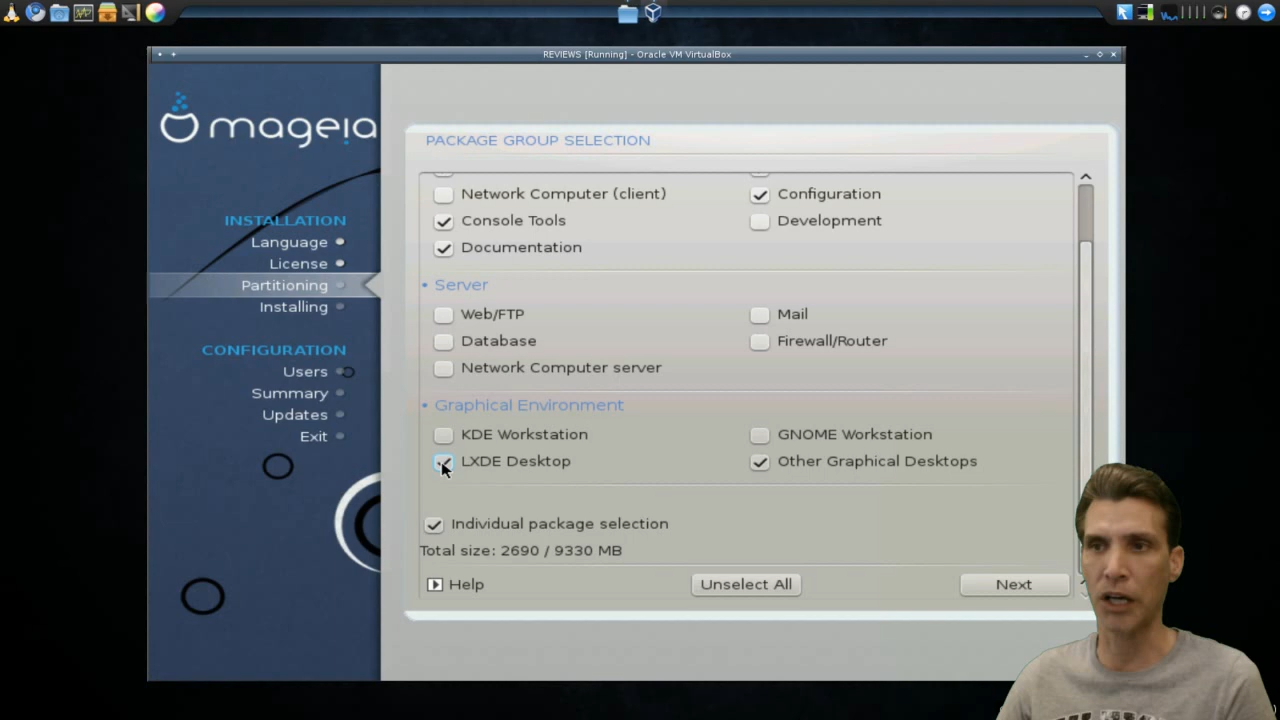 REVIEWS [Running] - Oracle VM VirtualBox
mageia
INSTALLATION
Language
License
Partitioning
Installing
CONFIGURATION
Users
Summary
Updates
Exit
PACKAGE GROUP SELECTION
Network Computer (client)
Configuration
Console Tools
Development
Documentation
• Server
Web/FTP
Mail
Database
Firewall/Router
Network Computer server
• Graphical Environment
KDE Workstation
GNOME Workstation
LXDE Desktop
Other Graphical Desktops
Individual package selection
Total size: 2690 / 9330 MB
Help
Unselect All
Next